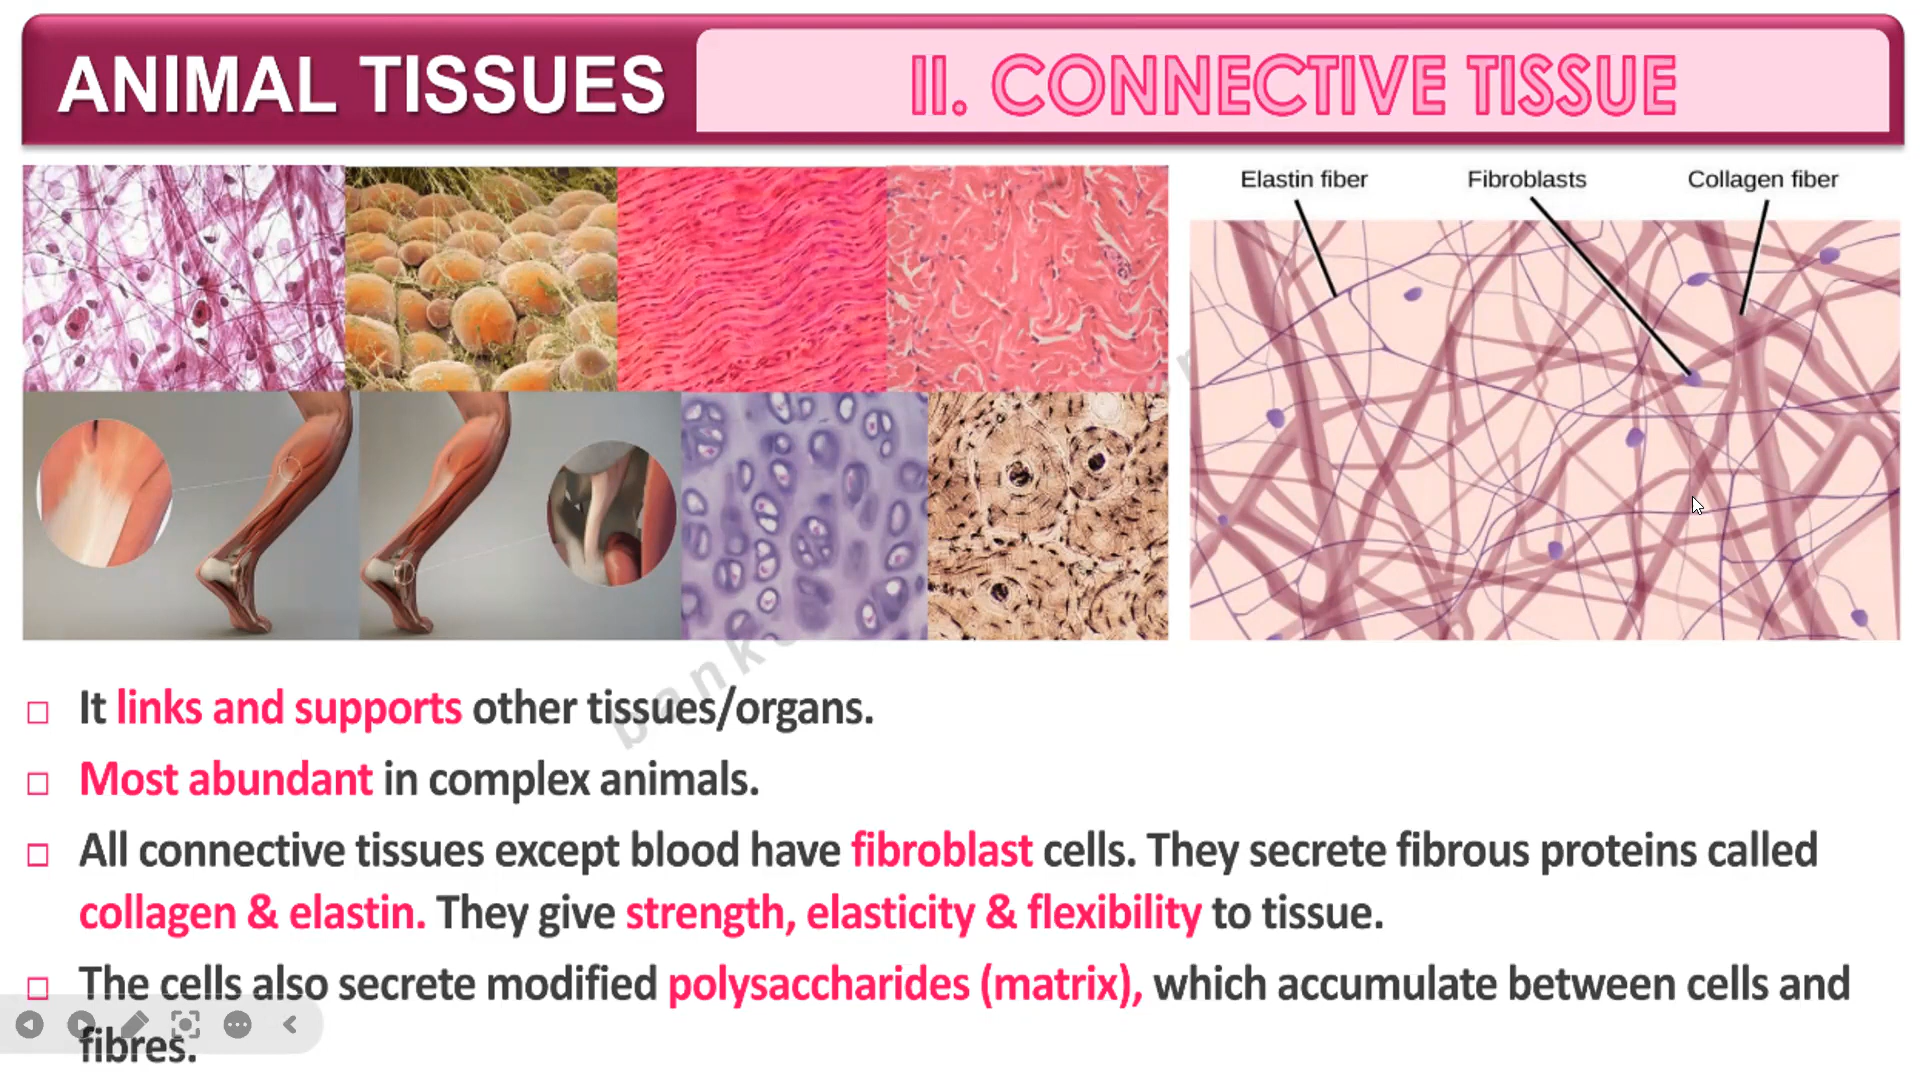 ANIMAL TISSUES
II. CONNECTIVE TISSUE
Elastin fiber
Fibroblasts
Collagen fiber
It links and supports other tissues/organs.
Most abundant in complex animals.
All connective tissues except blood have fibroblast cells. They secrete fibrous proteins called
collagen & elastin. They give strength, elasticity & flexibility to tissue.
The cells also secrete modified polysaccharides (matrix), which accumulate between cells and
fibres.